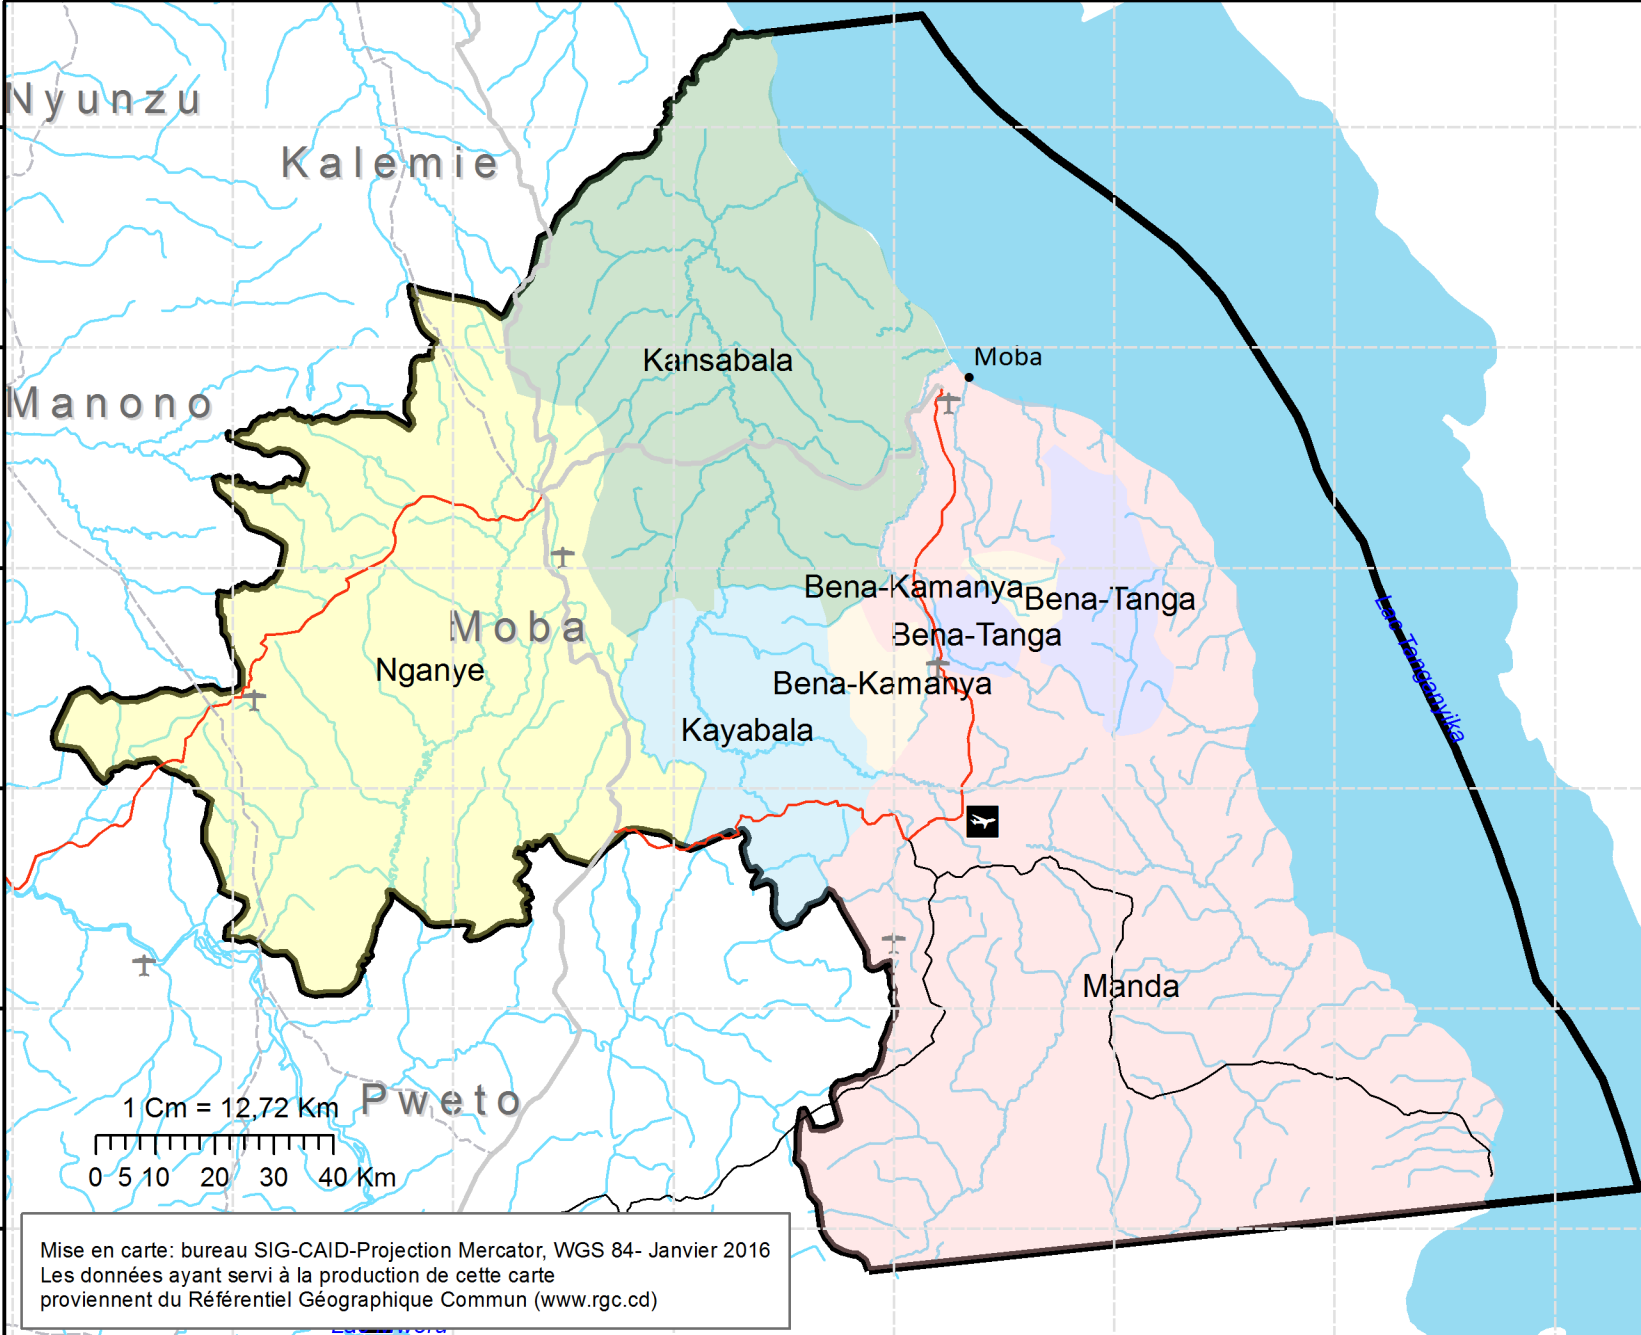 Nyunzu
Kalemie
Moba
Kansabala
Manono
Bena-Kamanya
Bena-Tanga
Lac Tanganyika
Moba
Bena-Tanga
Nganye
Bena-Kamanya
Kayabala
Manda
Pweto
1 Cm = 12,72 Km
0 5 10 20 30 40 Km
Mise en carte: bureau SIG-CAID-Projection Mercator, WGS 84- Janvier 2016
Les données ayant servi à la production de cette carte
proviennent du Référentiel Géographique Commun (www.rgc.cd)